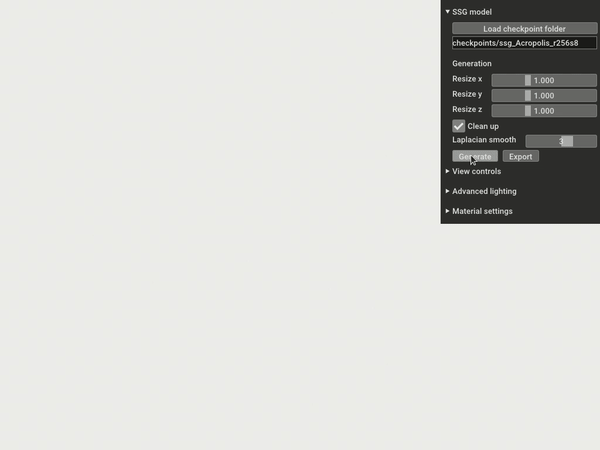 SSG model
Load checkpoint folder
checkpoints/ssg_Acropolis_r256s8
Generation
Resize x 1.000
Resize y 1.000
Resize z 1.000
Clean up
Laplacian smooth 3
Generate Export
View controls
Advanced lighting
Material settings